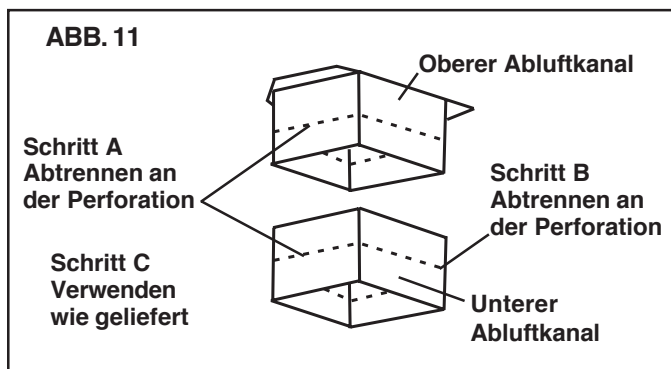 ABB. 11
Oberer Abluftkanal
Schritt A
Abtrennen an
der Perforation
Schritt B
Abtrennen an
der Perforation
Schritt C
Verwenden
wie geliefert
Unterer
Abluftkanal